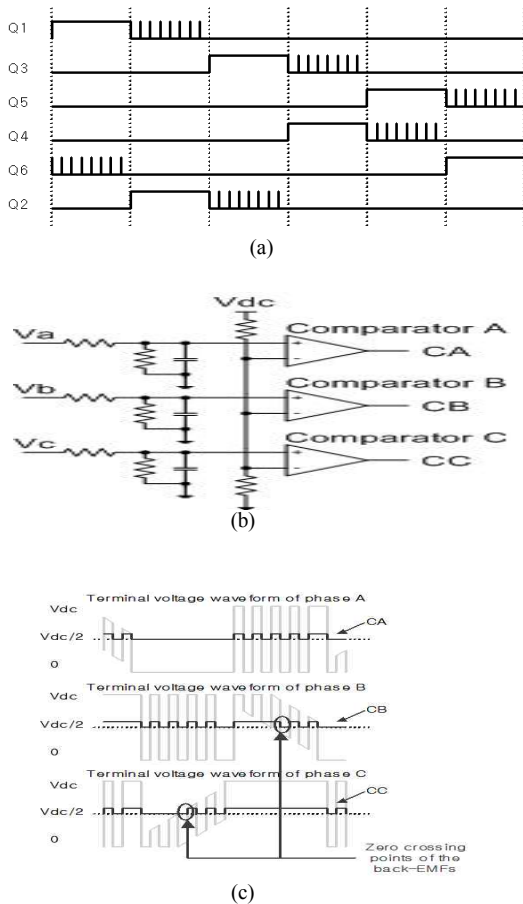 Q1
Q3
Q5
Q4
Q6
Q2
(a)
Vdc
Va
Comparator A
+
-
CA
Vb
Comparator B
+
-
CB
Vc
Comparator C
+
-
CC
(b)
Terminal voltage waveform of phase A
Vdc
CA
Vdc/2
0
Terminal voltage waveform of phase B
Vdc
CB
Vdc/2
0
Terminal voltage waveform of phase C
Vdc
CC
Vdc/2
0
Zero crossing
points of the
back-EMFs
(c)